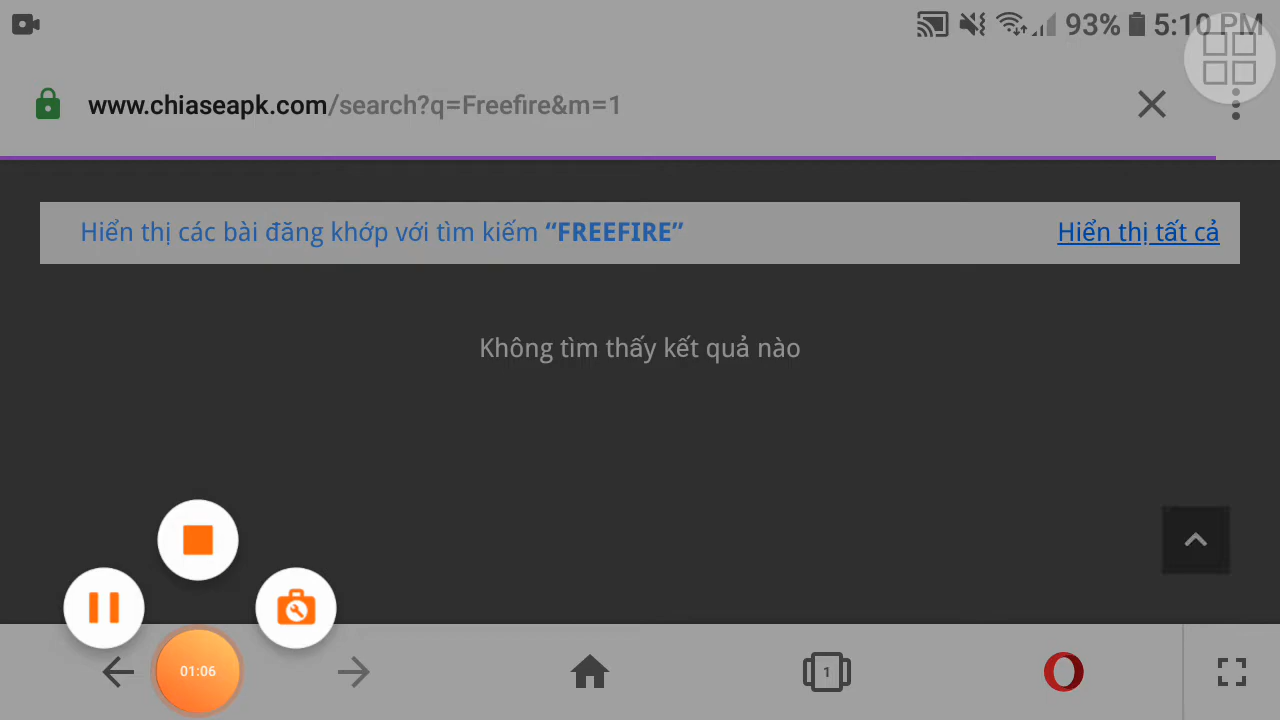 93% 5:10 PM
www.chiaseapk.com/search?q=Freefire&m=1
Hiển thị các bài đăng khớp với tìm kiếm “FREEFIRE”
Hiển thị tất cả
Không tìm thấy kết quả nào
01:06
1